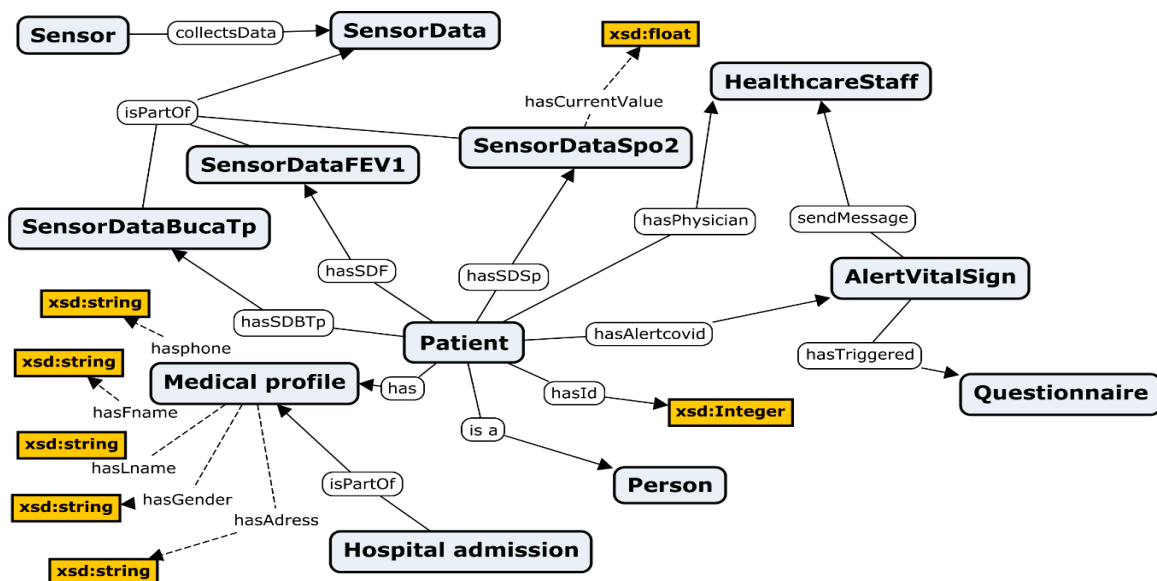 Sensor
collectsData
SensorData
xsd:float
HealthcareStaff
isPartOf
hasCurrentValue
SensorDataFEV1
SensorDataSpo2
SensorDataBucaTp
hasPhysician
sendMessage
hasSDF
hasSDSp
AlertVitalSign
xsd:string
hasSDBTp
hasAlertcovid
hasphone
Patient
hasTriggered
xsd:string
Medical profile
has
hasId
Questionnaire
hasFname
xsd:Integer
xsd:string
is a
hasLname
isPartOf
Person
xsd:string
hasGender
hasAdress
Hospital admission
xsd:string